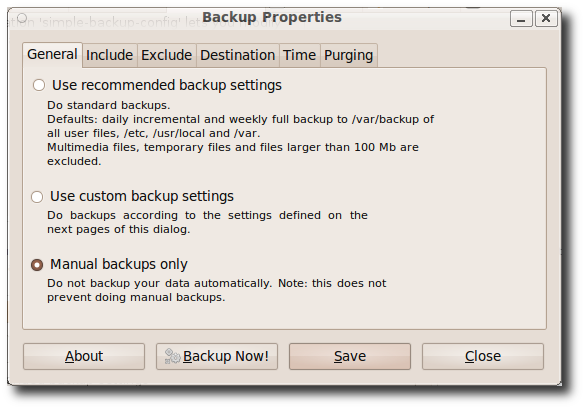 'simple-backup-config'
Backup Properties
General Include Exclude Destination Time Purging
Use recommended backup settings
Do standard backups.
Defaults: daily incremental and weekly full backup to /var/backup of
all user files, /etc, /usr/local and /var.
Multimedia files, temporary files and files larger than 100 Mb are
excluded.
Use custom backup settings
Do backups according to the settings defined on the
next pages of this dialog.
Manual backups only
Do not backup your data automatically. Note: this does not
prevent doing manual backups.
About Backup Now! Save Close